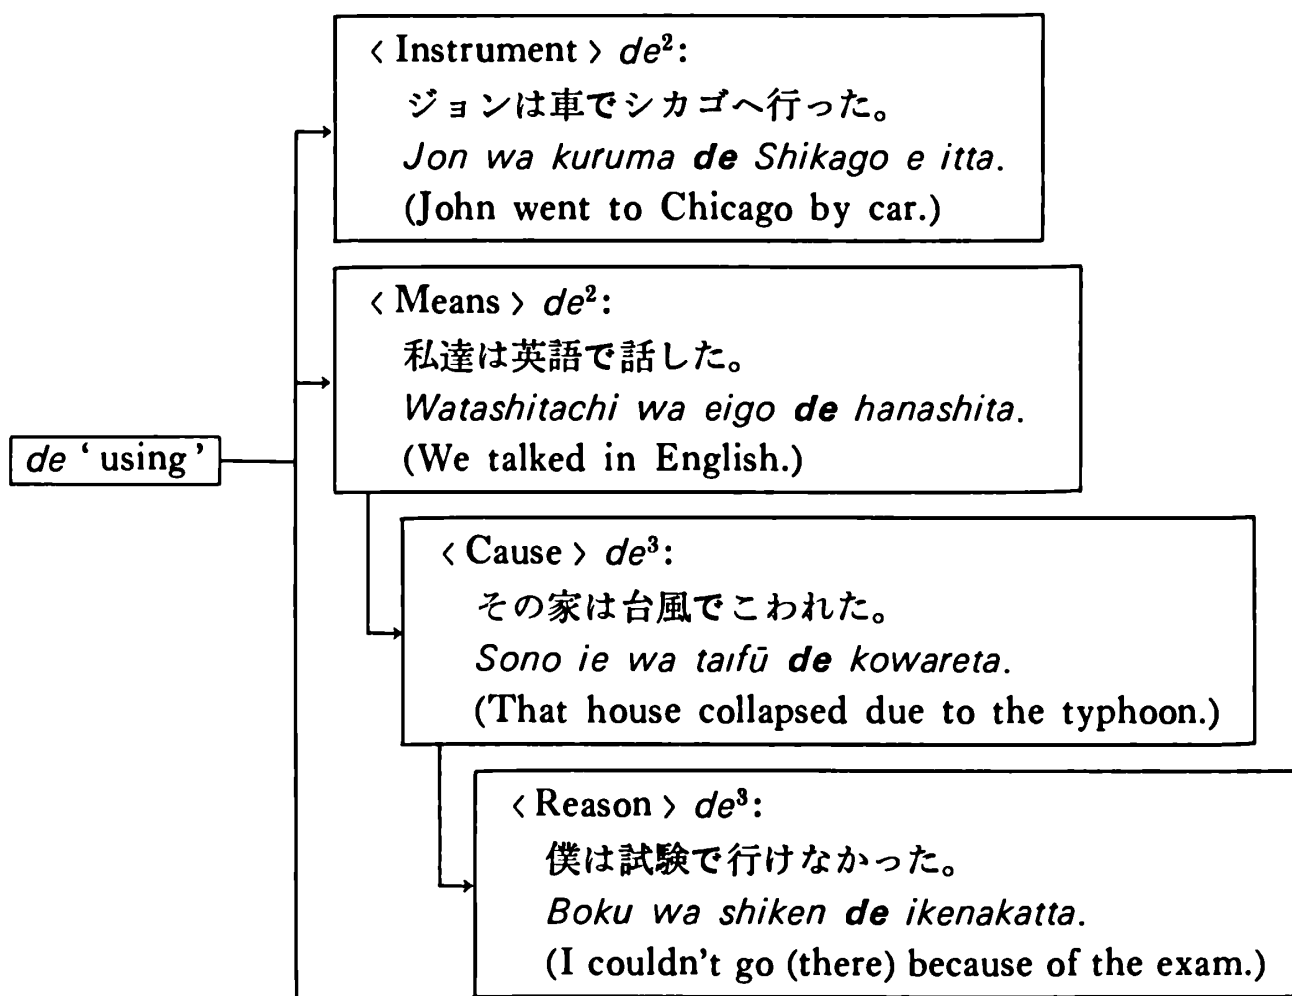 〈 Instrument 〉 de²:
ジョンは車でシカゴへ行った。
Jon wa kuruma de Shikago e itta.
(John went to Chicago by car.)
〈 Means 〉 de²:
私達は英語で話した。
Watashitachi wa eigo de hanashita.
(We talked in English.)
de ‘using’
〈 Cause 〉 de³:
その家は台風でこわれた。
Sono ie wa taifū de kowareta.
(That house collapsed due to the typhoon.)
〈 Reason 〉 de³:
僕は試験で行けなかった。
Boku wa shiken de ikenakatta.
(I couldn't go (there) because of the exam.)